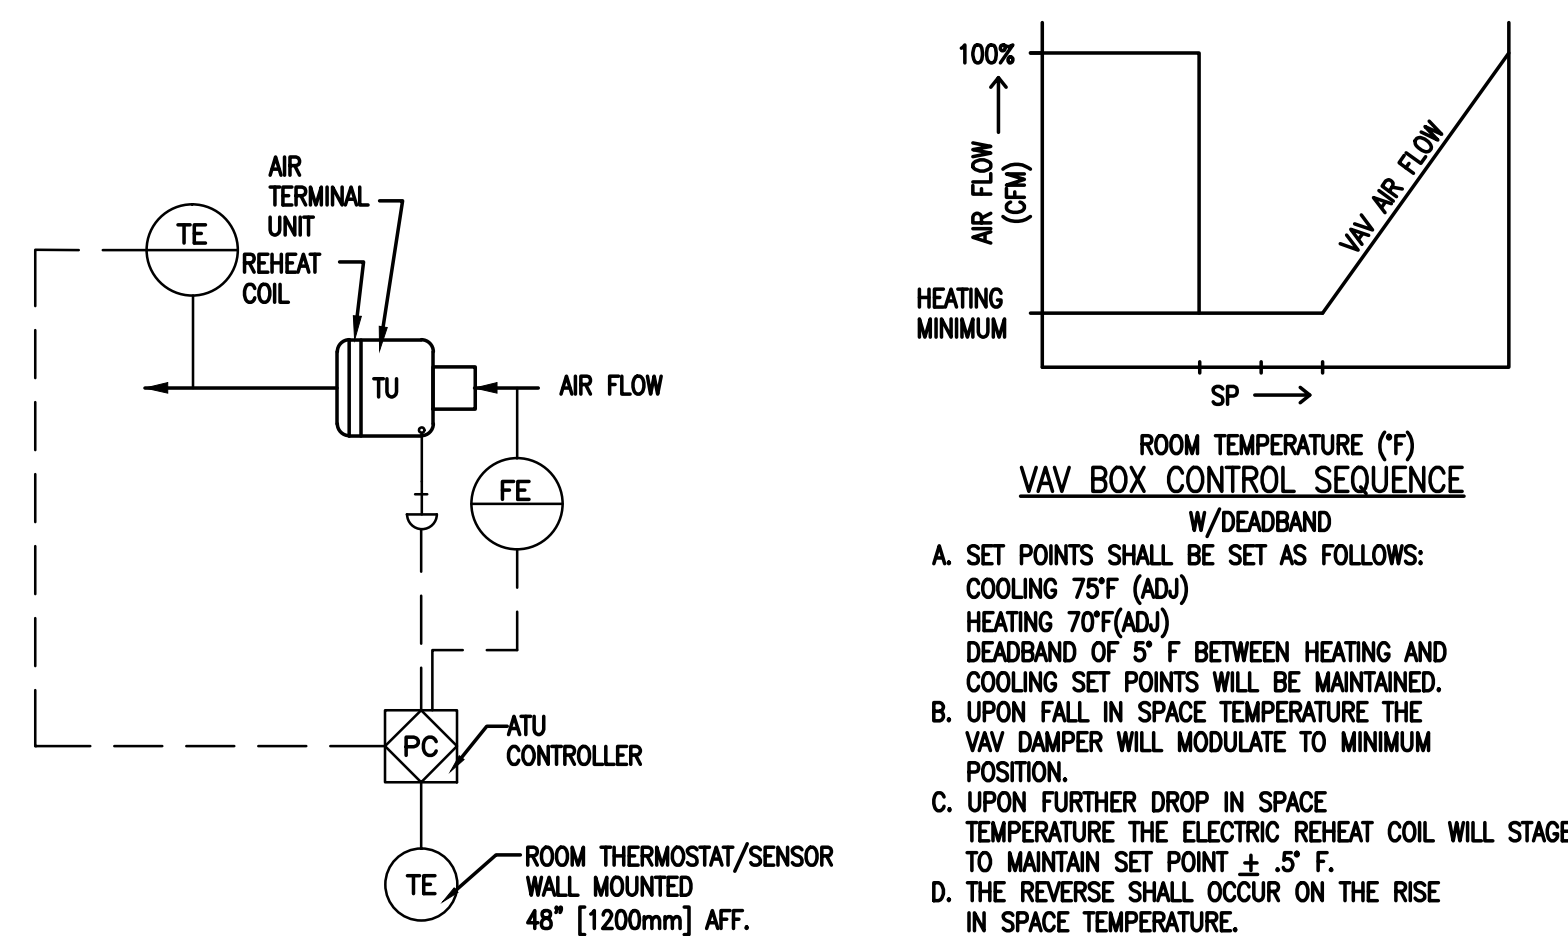 AIR
TERMINAL
UNIT
TE
REHEAT
COIL
TU
AIR FLOW
FE
PC
ATU
CONTROLLER
TE
ROOM THERMOSTAT/SENSOR
WALL MOUNTED
48" [1200mm] AFF.
100%
AIR FLOW
(CFM)
VAV AIR FLOW
HEATING
MINIMUM
SP
ROOM TEMPERATURE (°F)
VAV BOX CONTROL SEQUENCE
W/DEADBAND
A. SET POINTS SHALL BE SET AS FOLLOWS:
COOLING 75°F (ADJ)
HEATING 70°F(ADJ)
DEADBAND OF 5° F BETWEEN HEATING AND
COOLING SET POINTS WILL BE MAINTAINED.
B. UPON FALL IN SPACE TEMPERATURE THE
VAV DAMPER WILL MODULATE TO MINIMUM
POSITION.
C. UPON FURTHER DROP IN SPACE
TEMPERATURE THE ELECTRIC REHEAT COIL WILL STAGE
TO MAINTAIN SET POINT ± .5° F.
D. THE REVERSE SHALL OCCUR ON THE RISE
IN SPACE TEMPERATURE.